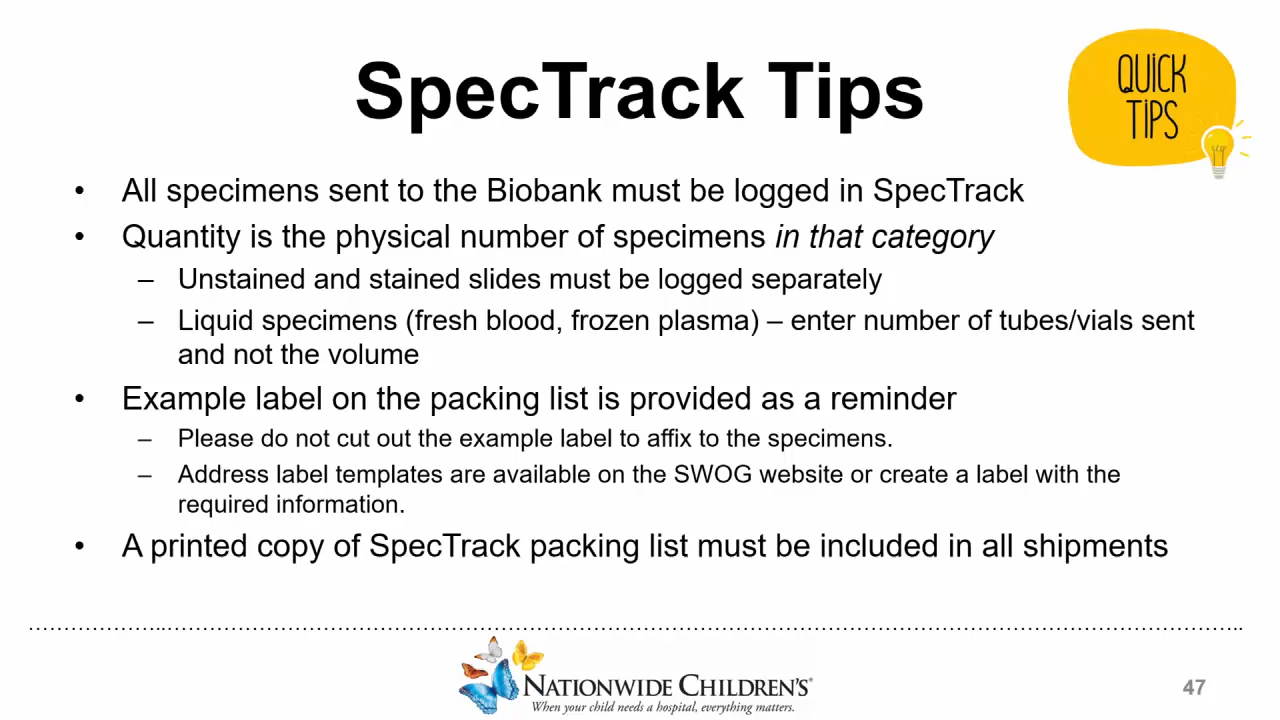 SpecTrack Tips
QUICK
TIPS
• All specimens sent to the Biobank must be logged in SpecTrack
• Quantity is the physical number of specimens in that category
– Unstained and stained slides must be logged separately
– Liquid specimens (fresh blood, frozen plasma) – enter number of tubes/vials sent
and not the volume
• Example label on the packing list is provided as a reminder
– Please do not cut out the example label to affix to the specimens.
– Address label templates are available on the SWOG website or create a label with the
required information.
• A printed copy of SpecTrack packing list must be included in all shipments
NATIONWIDE CHILDREN'S®
When your child needs a hospital, everything matters.
47